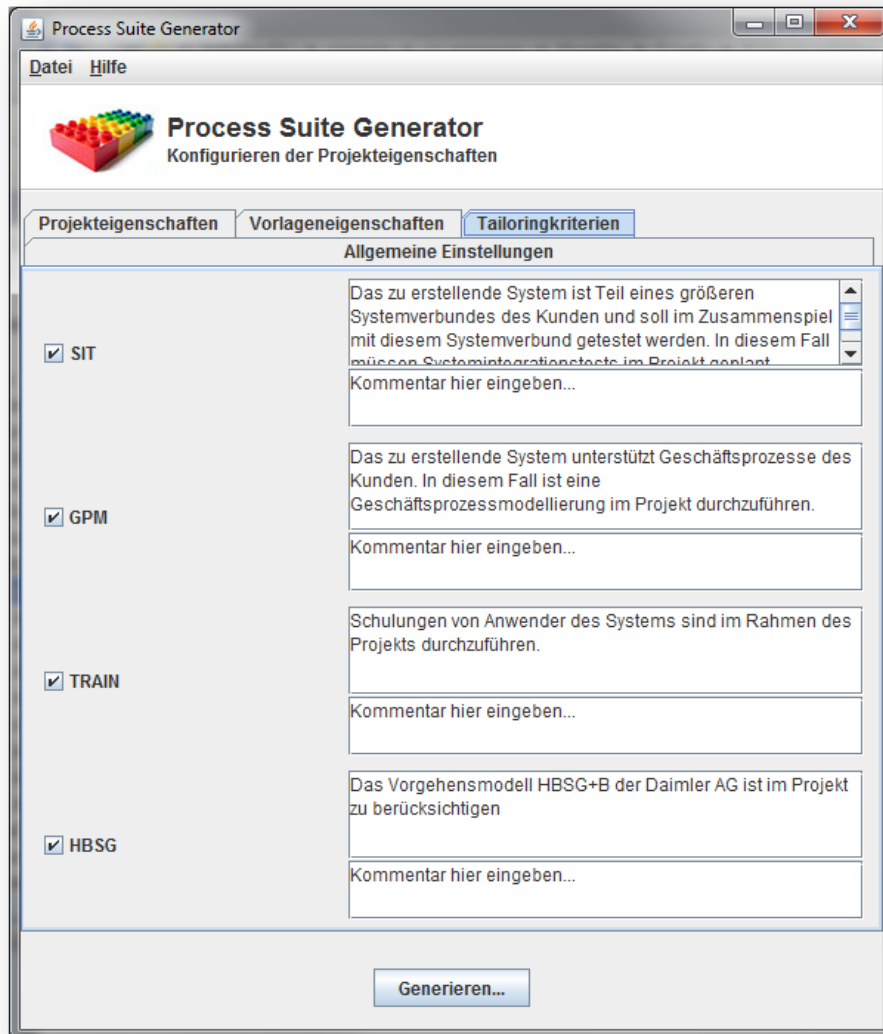 Process Suite Generator
Datei Hilfe
Process Suite Generator
Konfigurieren der Projekteigenschaften
Projekteigenschaften Vorlageneigenschaften Tailoringkriterien
Allgemeine Einstellungen
SIT
Das zu erstellende System ist Teil eines größeren
Systemverbundes des Kunden und soll im Zusammenspiel
mit diesem Systemverbund getestet werden. In diesem Fall
müssen Systemintegrationstests im Projekt geplant
Kommentar hier eingeben...
GPM
Das zu erstellende System unterstützt Geschäftsprozesse des
Kunden. In diesem Fall ist eine
Geschäftsprozessmodellierung im Projekt durchzuführen.
Kommentar hier eingeben...
TRAIN
Schulungen von Anwender des Systems sind im Rahmen des
Projekts durchzuführen.
Kommentar hier eingeben...
HBSG
Das Vorgehensmodell HBSG+B der Daimler AG ist im Projekt
zu berücksichtigen
Kommentar hier eingeben...
Generieren...